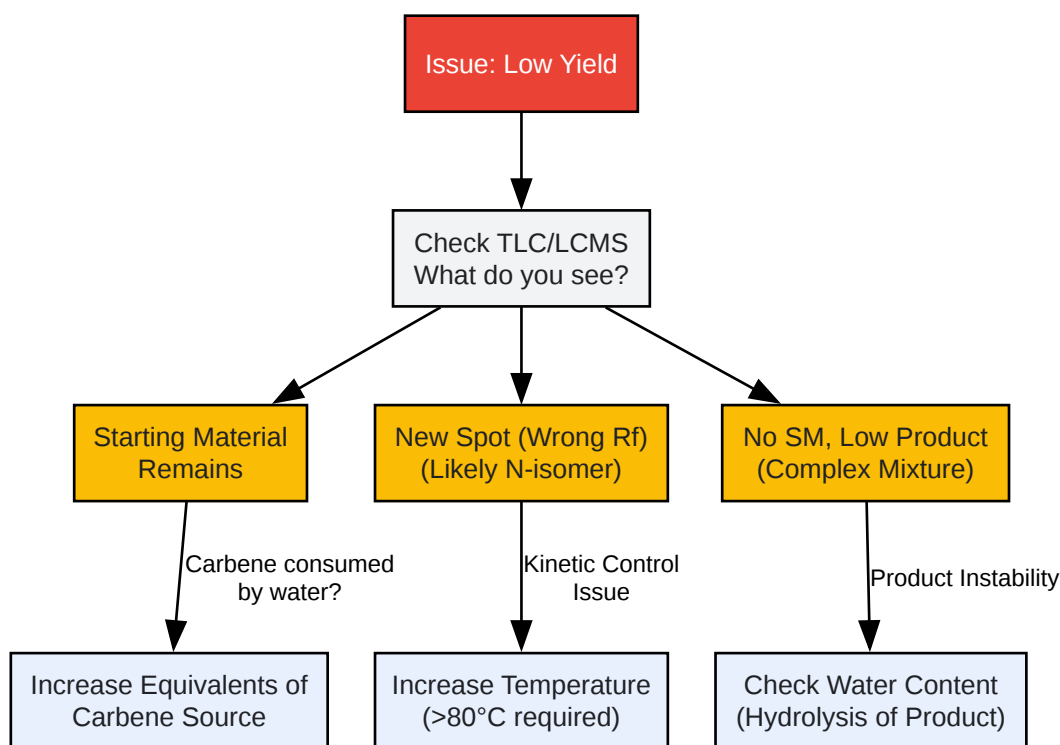 Issue: Low Yield
Check TLC/LCMS
What do you see?
Starting Material
Remains
New Spot (Wrong Rf)
(Likely N-isomer)
No SM, Low Product
(Complex Mixture)
Carbene consumed
by water?
Kinetic Control
Issue
Product Instability
Increase Equivalents of
Carbene Source
Increase Temperature
(>80°C required)
Check Water Content
(Hydrolysis of Product)